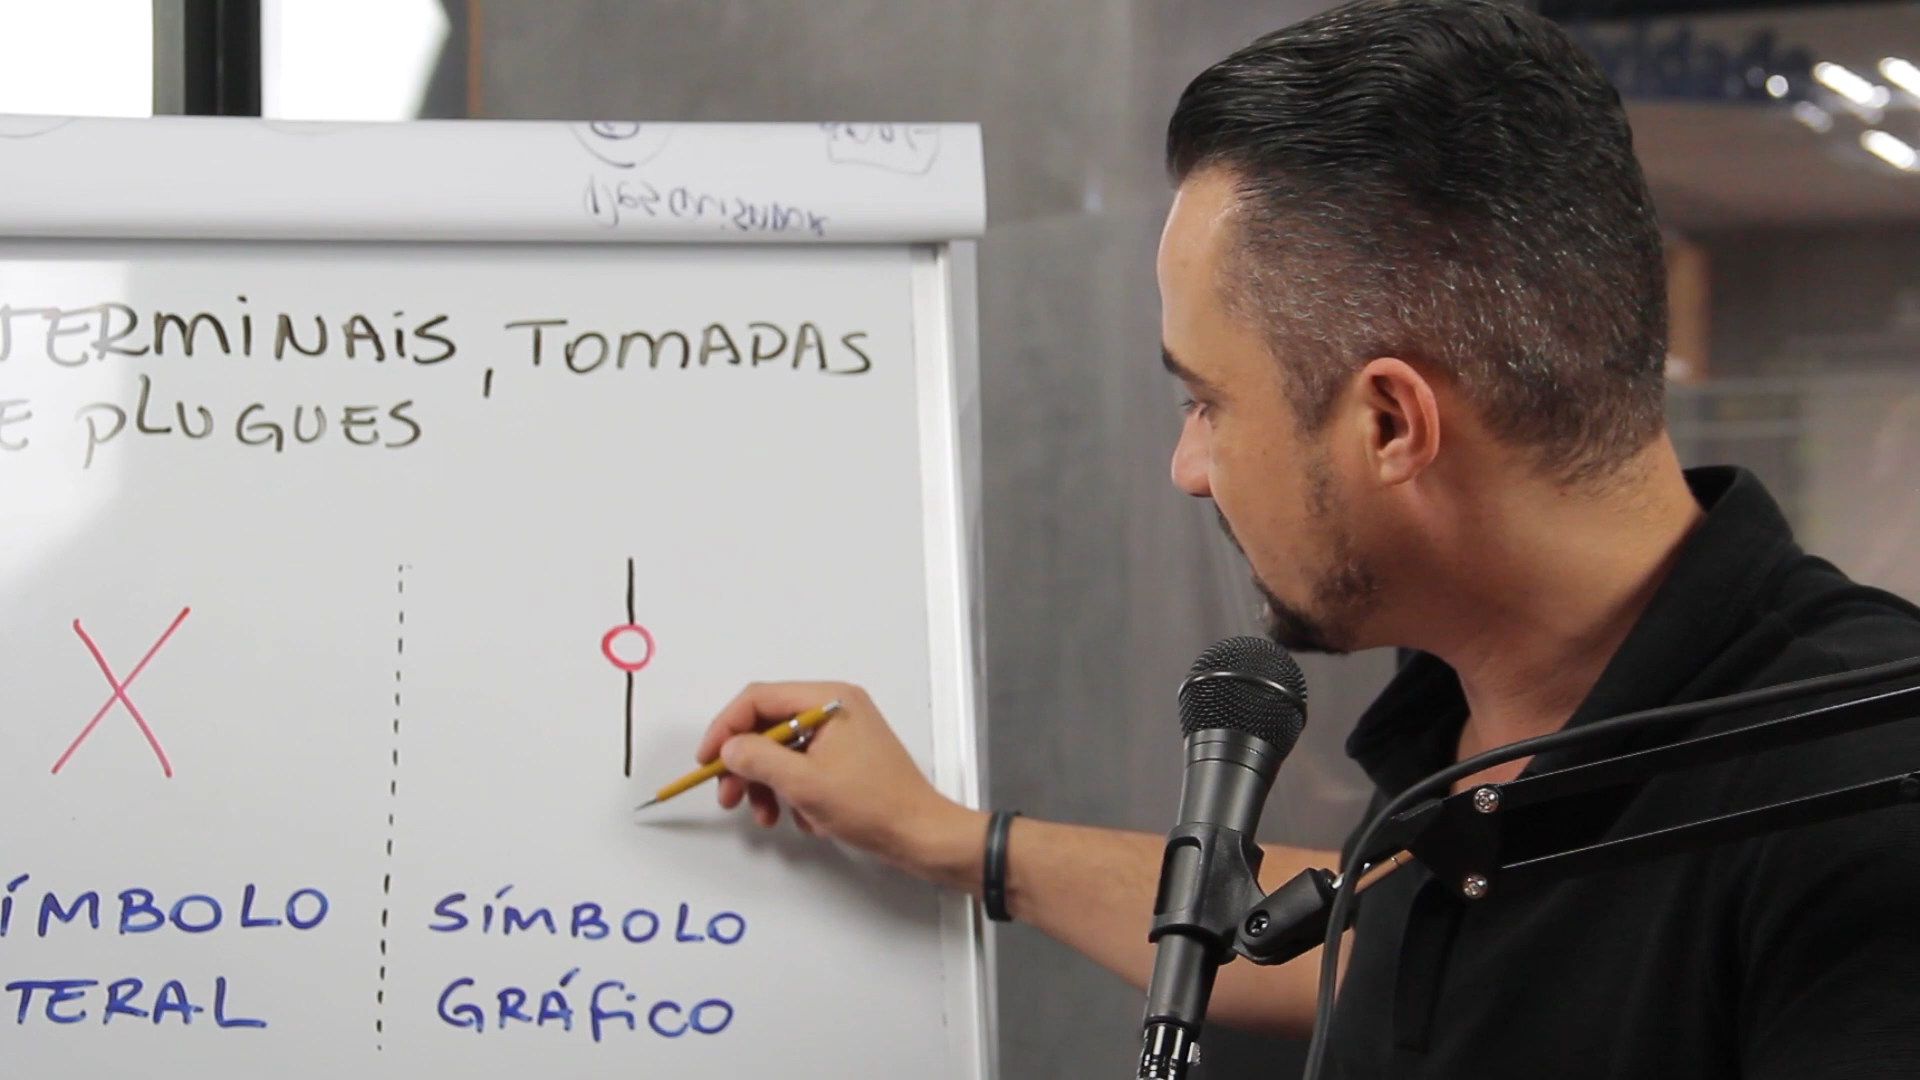 TERMINAIS, TOMADAS
E PLUGUES
X
ÍMBOLO
TERAL
SÍMBOLO
GRÁFICO